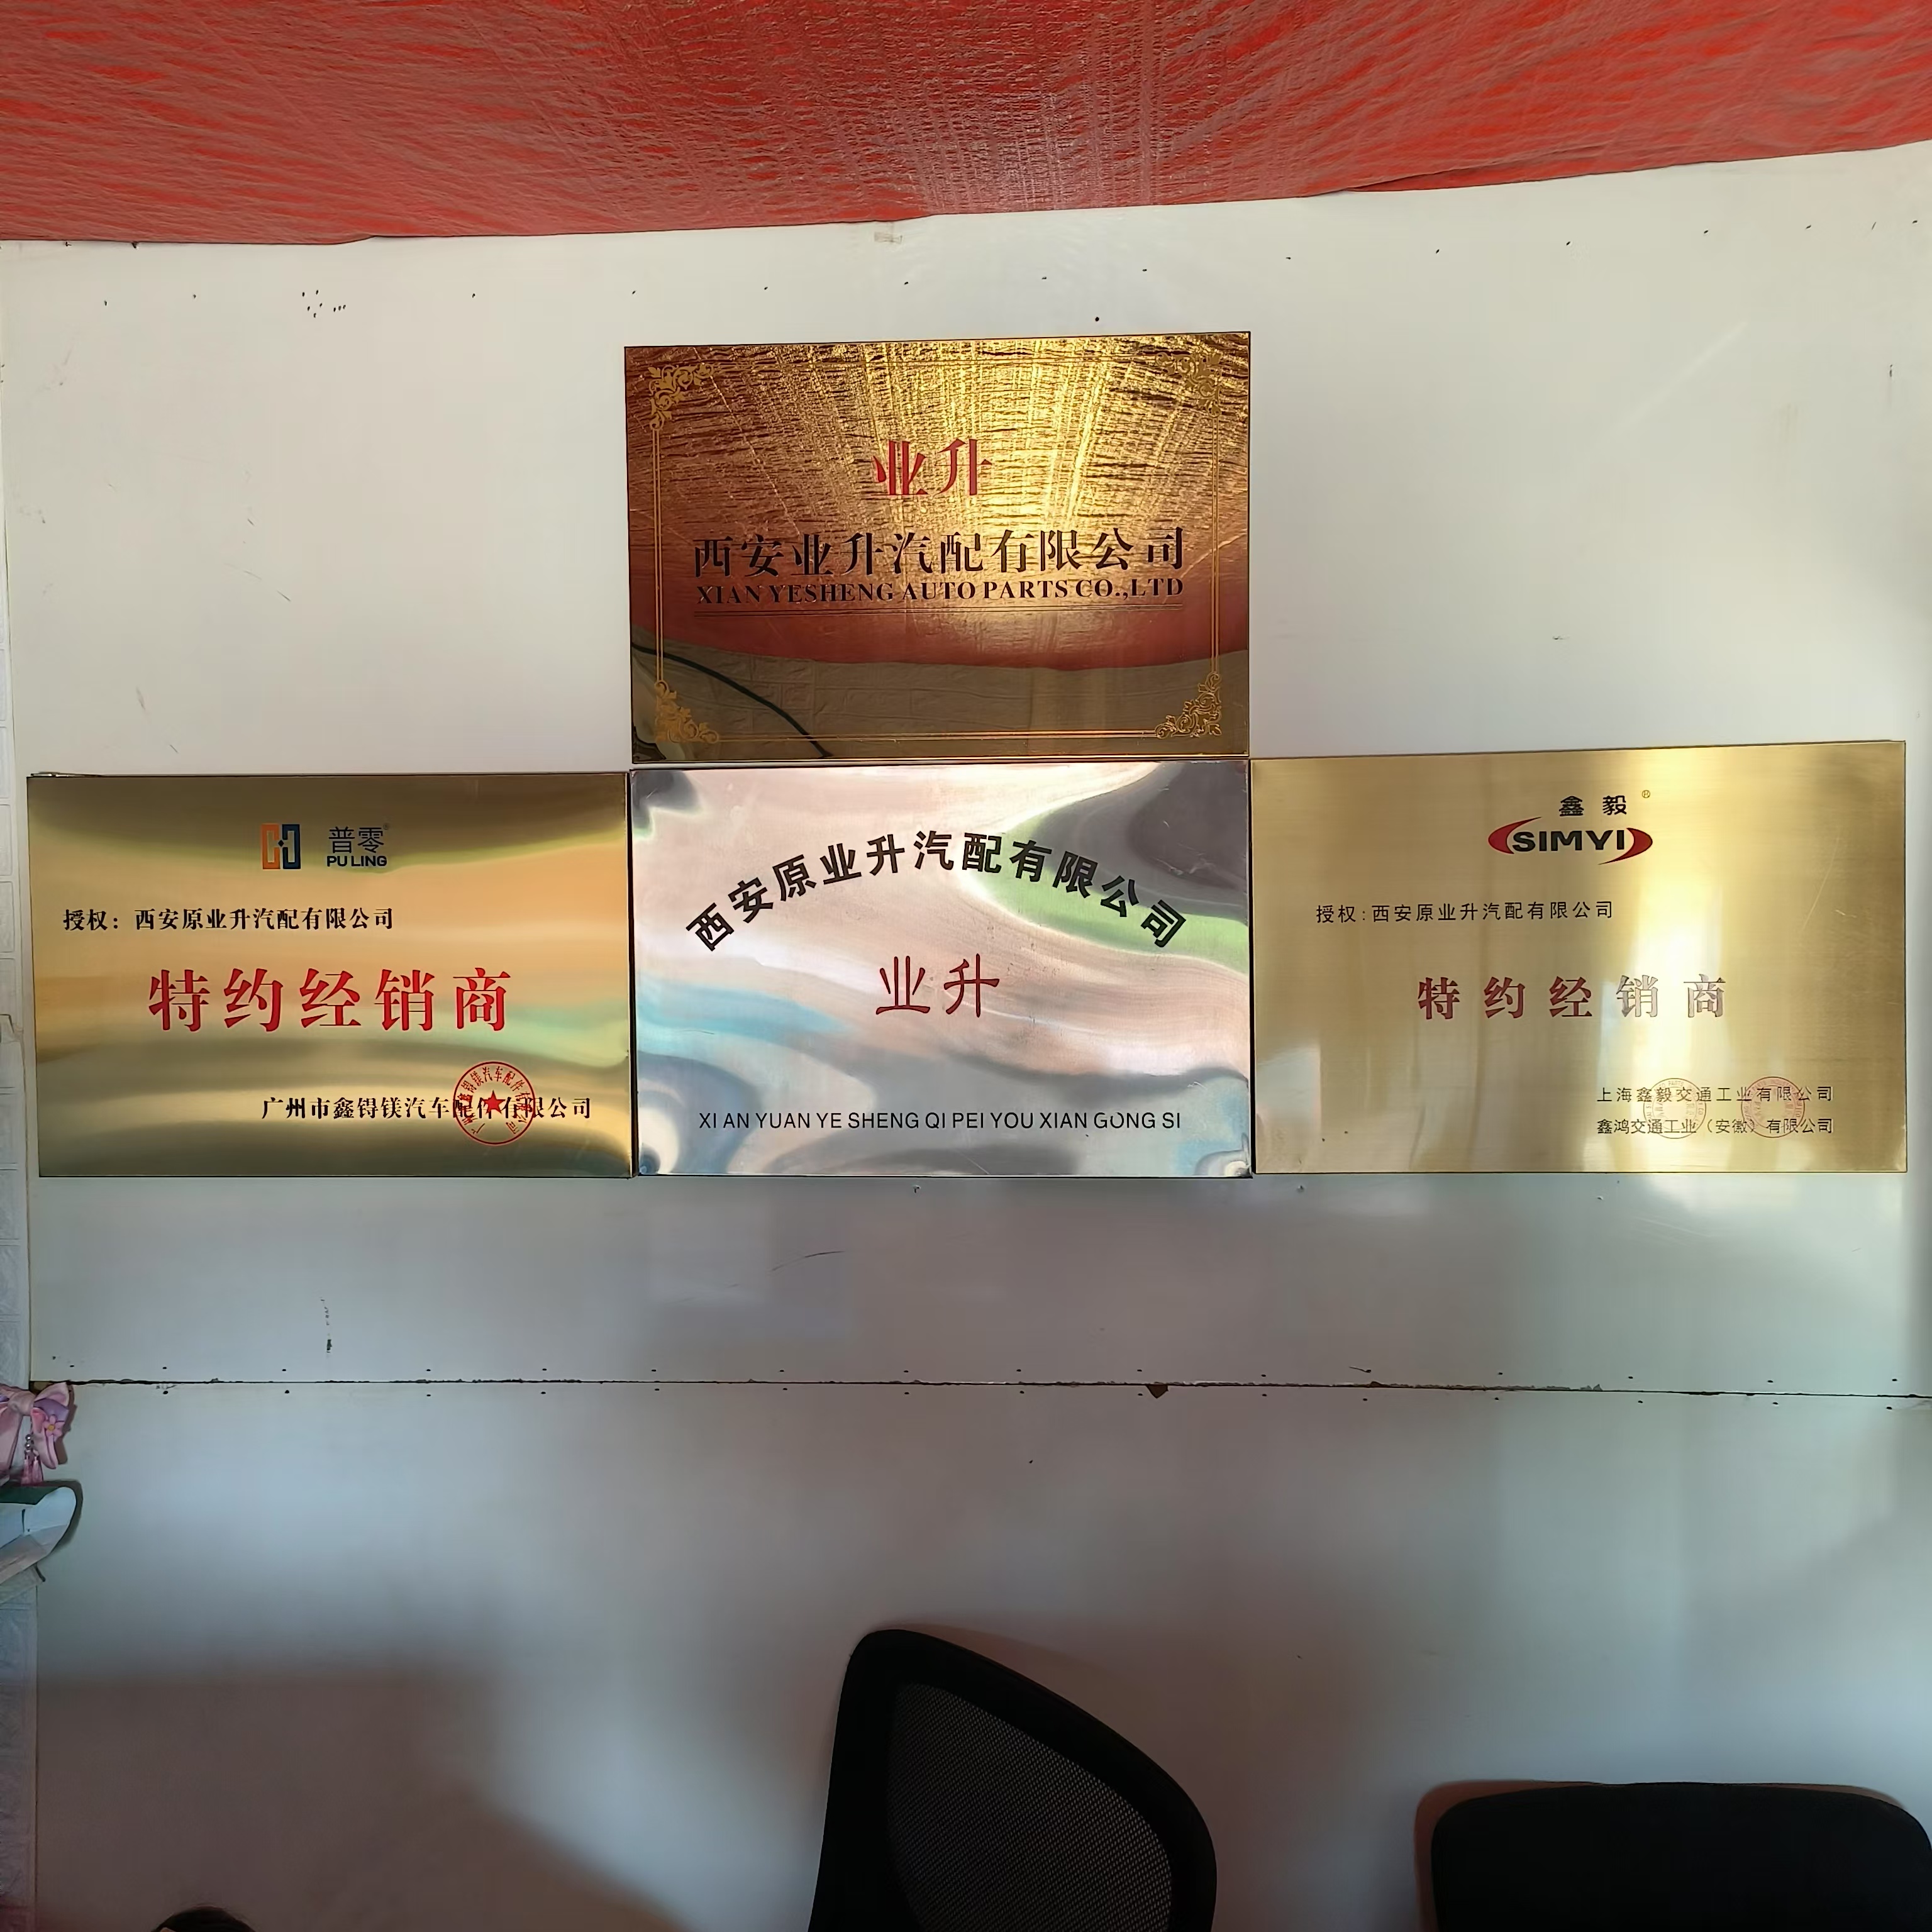 业升
西安业升汽配有限公司
XIAN YESHENG AUTO PARTS CO.,LTD
普零®
PULING
授权：西安原业升汽配有限公司
特约经销商
广州市鑫锝镁汽车配件有限公司
西安原业升汽配有限公司
业升
XI AN YUAN YE SHENG QI PEI YOU XIAN GONG SI
鑫毅®
SIMYI
授权:西安原业升汽配有限公司
特约经销商
上海鑫毅交通工业有限公司
鑫鸿交通工业（安徽）有限公司